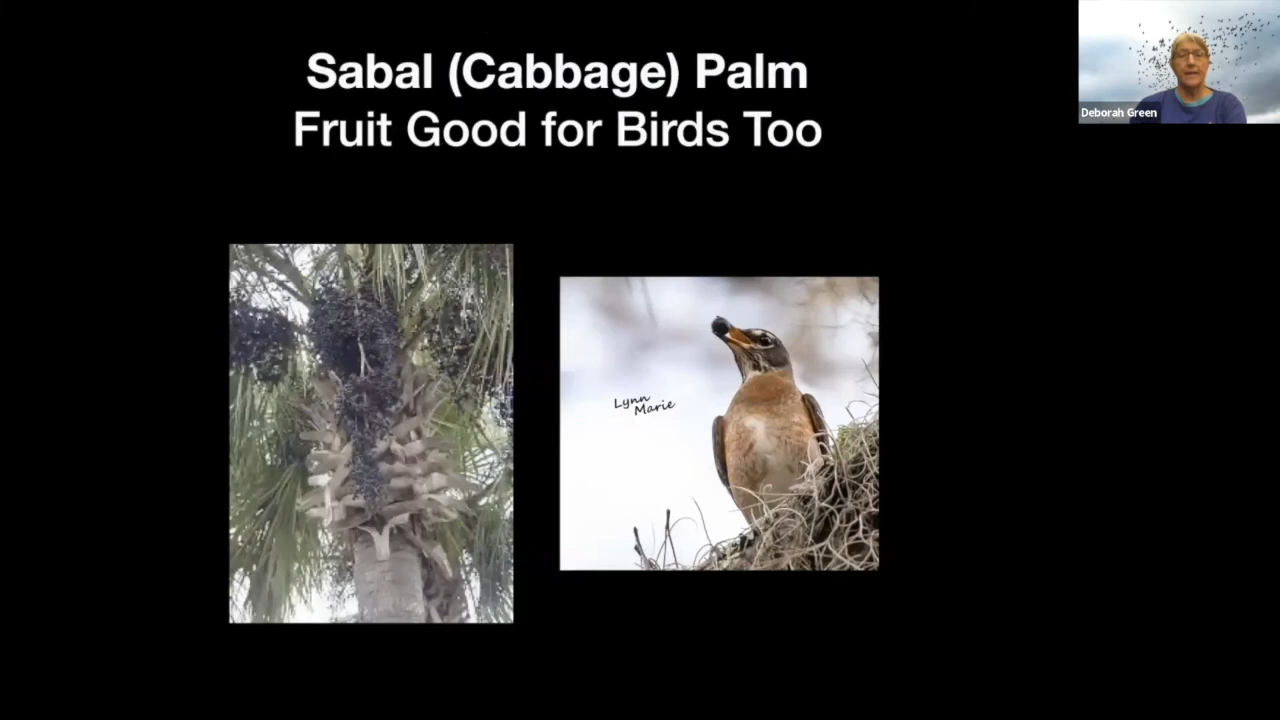 Sabal (Cabbage) Palm
Fruit Good for Birds Too
Deborah Green
Lynn
Marie